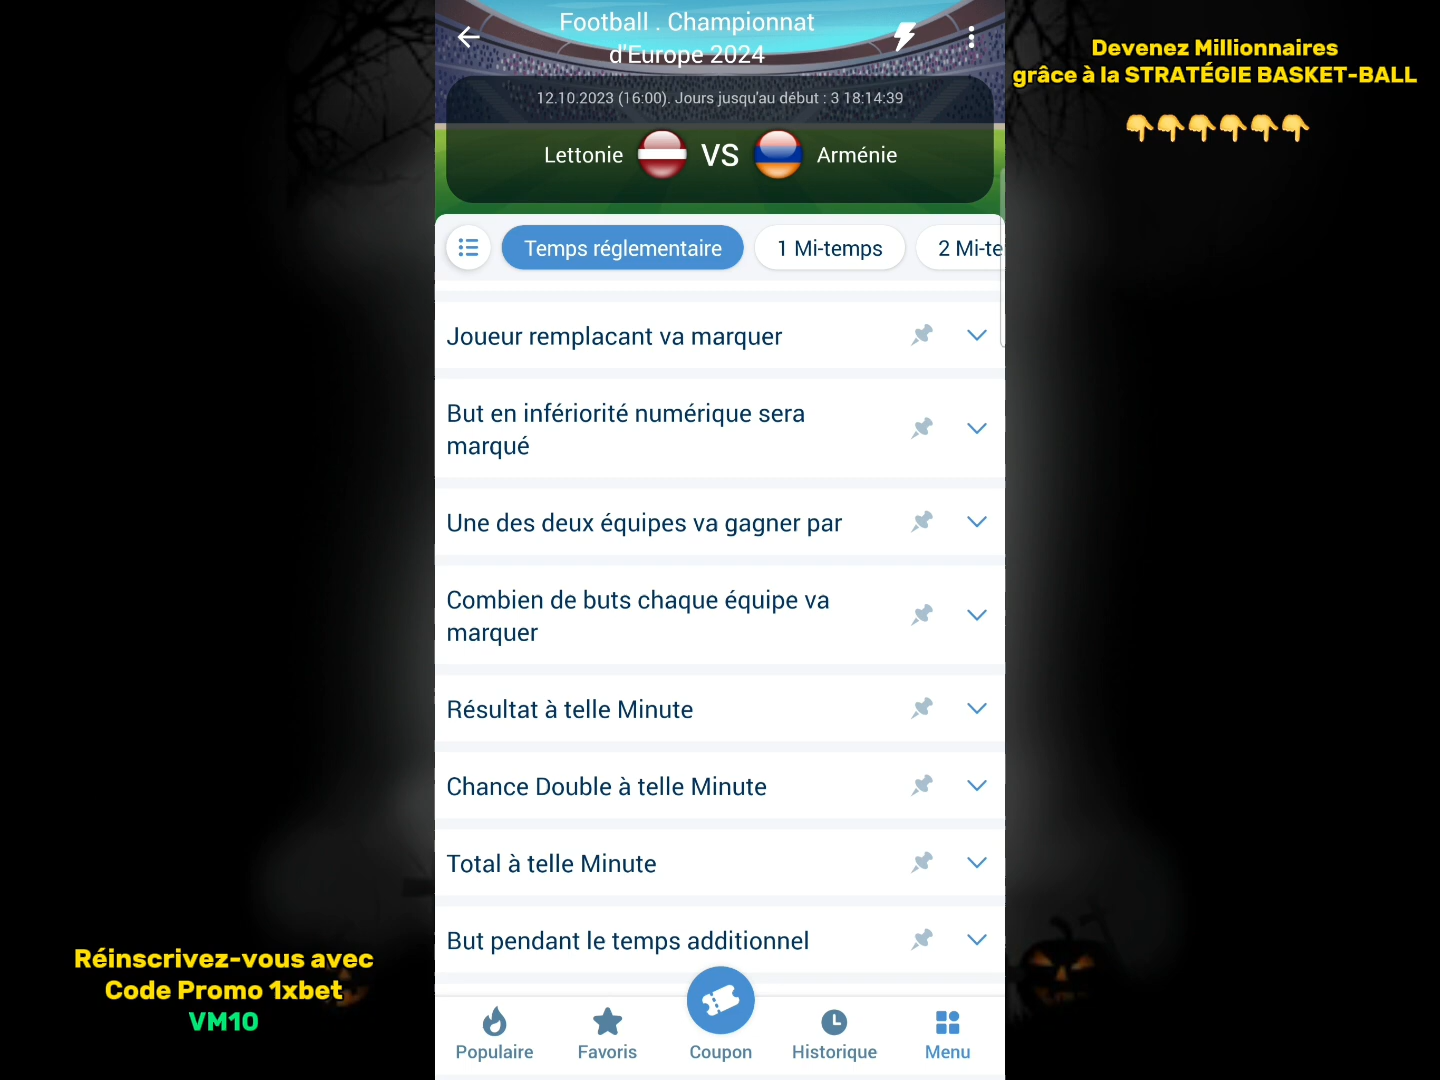 Football . Championnat
d'Europe 2024
12.10.2023 (16:00). Jours jusqu'au début : 3 18:14:39
Lettonie VS Arménie
Temps réglementaire
1 Mi-temps
2 Mi-te
Joueur remplacant va marquer
But en infériorité numérique sera
marqué
Une des deux équipes va gagner par
Combien de buts chaque équipe va
marquer
Résultat à telle Minute
Chance Double à telle Minute
Total à telle Minute
But pendant le temps additionnel
Populaire
Favoris
Coupon
Historique
Menu
Devenez Millionnaires
grâce à la STRATÉGIE BASKET-BALL
Réinscrivez-vous avec
Code Promo 1xbet
VM10